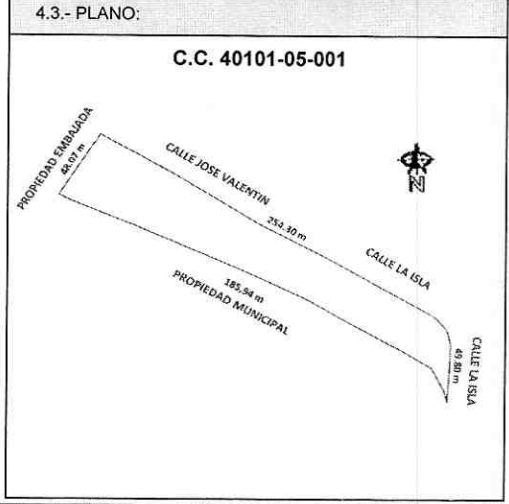 4.3.- PLANO:
C.C. 40101-05-001
PROPIEDAD EMBAJADA
48.07 m
CALLE JOSE VALENTIN
254.30 m
N
CALLE LA ISLA
185,94 m
PROPIEDAD MUNICIPAL
CALLE LA ISLA
49.80 m